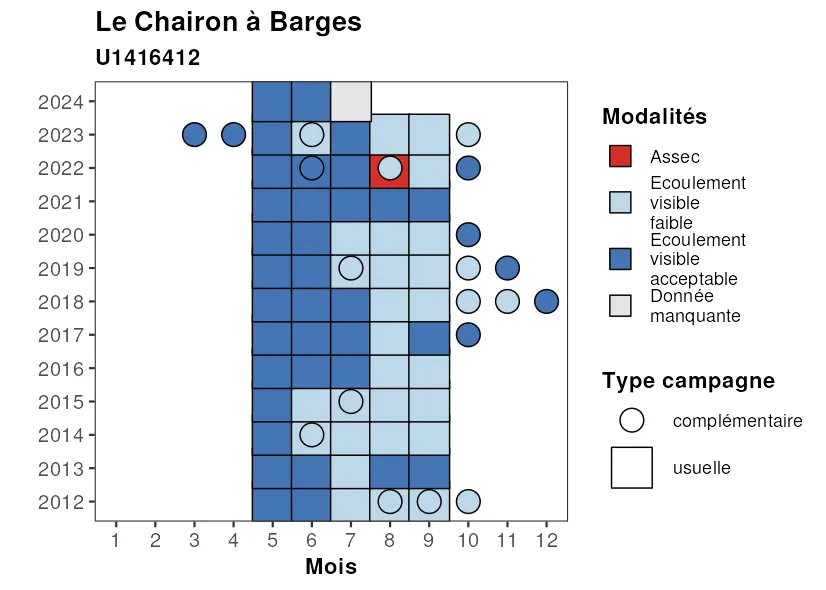 Le Chairon à Barges
U1416412
2024
2023
2022
2021
2020
2019
2018
2017
2016
2015
2014
2013
2012
1 2 3 4 5 6 7 8 9 10 11 12
Mois
Modalités
Assec
Ecoulement
visible
faible
Ecoulement
visible
acceptable
Donnée
manquante
Type campagne
complémentaire
usuelle